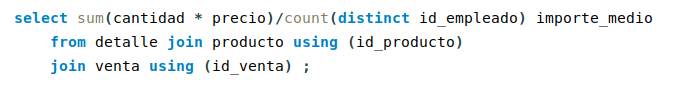 select sum(cantidad * precio)/count(distinct id_empleado) importe_medio
from detalle join producto using (id_producto)
join venta using (id_venta) ;